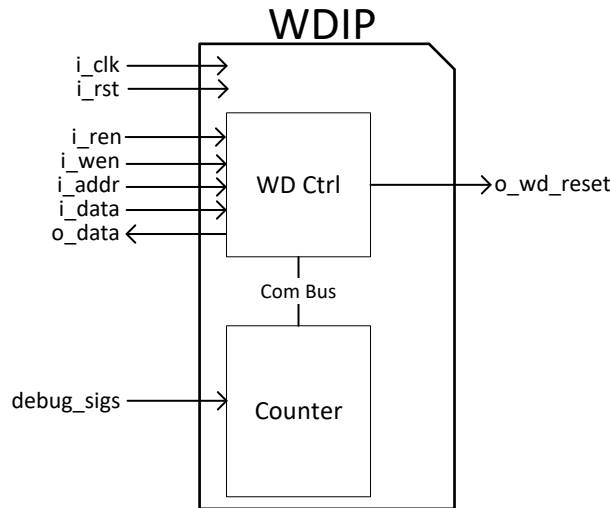 WDIP
i_clk
i_rst
i_ren
i_wen
i_addr
i_data
o_data
WD Ctrl
o_wd_reset
Com Bus
debug_sigs
Counter